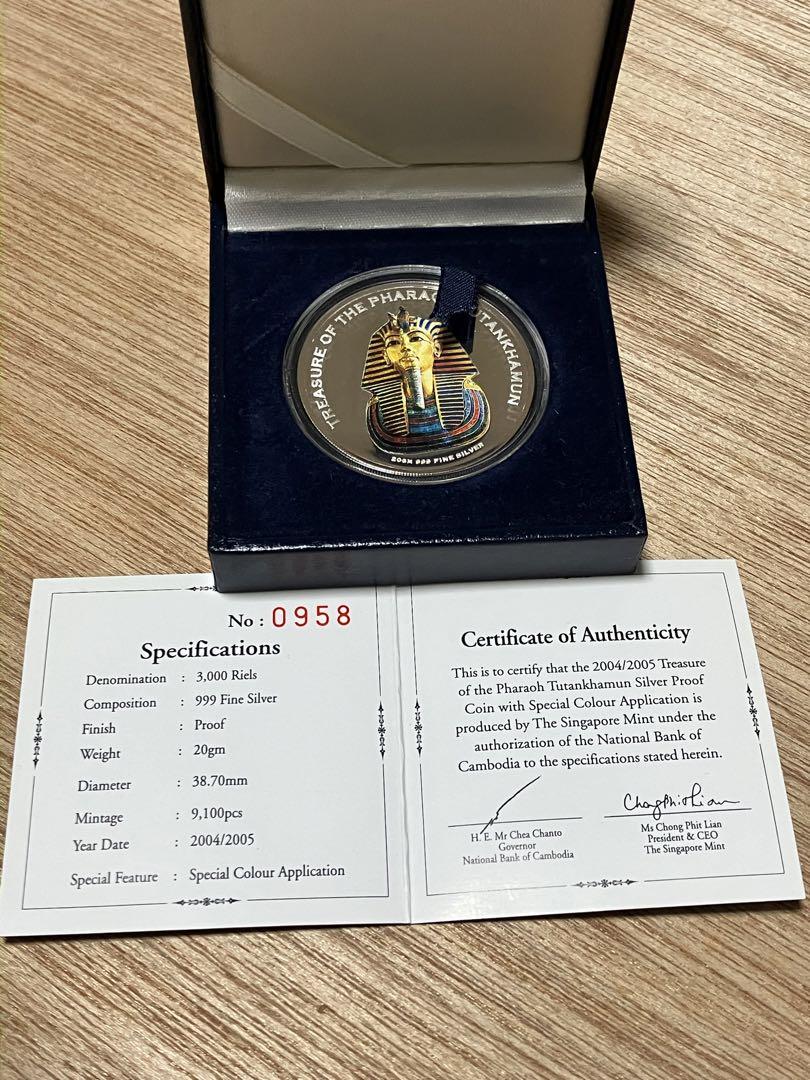 TREASURE OF THE PHARAO TUTANKHAMUN
20GM 999 FINE SILVER
No : 0958
Specifications
Denomination : 3,000 Riels
Composition : 999 Fine Silver
Finish : Proof
Weight : 20gm
Diameter : 38.70mm
Mintage : 9,100pcs
Year Date : 2004/2005
Special Feature : Special Colour Application
Certificate of Authenticity
This is to certify that the 2004/2005 Treasure
of the Pharaoh Tutankhamun Silver Proof
Coin with Special Colour Application is
produced by The Singapore Mint under the
authorization of the National Bank of
Cambodia to the specifications stated herein.
ChongPhitLian
H. E. Mr Chea Chanto
Governor
National Bank of Cambodia
Ms Chong Phit Lian
President & CEO
The Singapore Mint